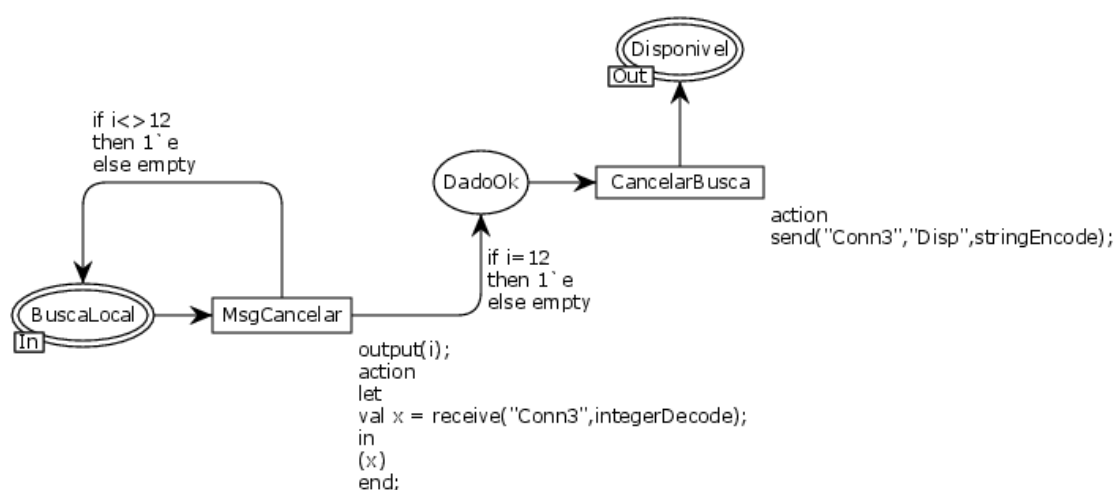 Disponivel
Out
if i<>12
then 1`e
else empty
DadoOk
CancelarBusca
action
send("Conn3","Disp",stringEncode);
if i=12
then 1`e
else empty
BuscaLocal
In
MsgCancelar
output(i);
action
let
val x = receive("Conn3",integerDecode);
in
(x)
end;